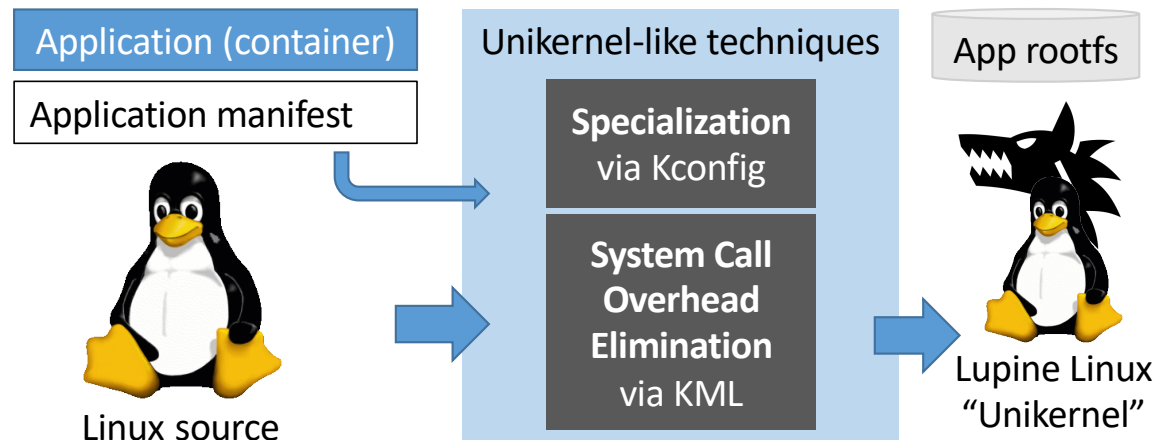 Application (container)
Application manifest
Linux source
Unikernel-like techniques
Specialization
via Kconfig
System Call
Overhead
Elimination
via KML
App rootfs
Lupine Linux
“Unikernel”